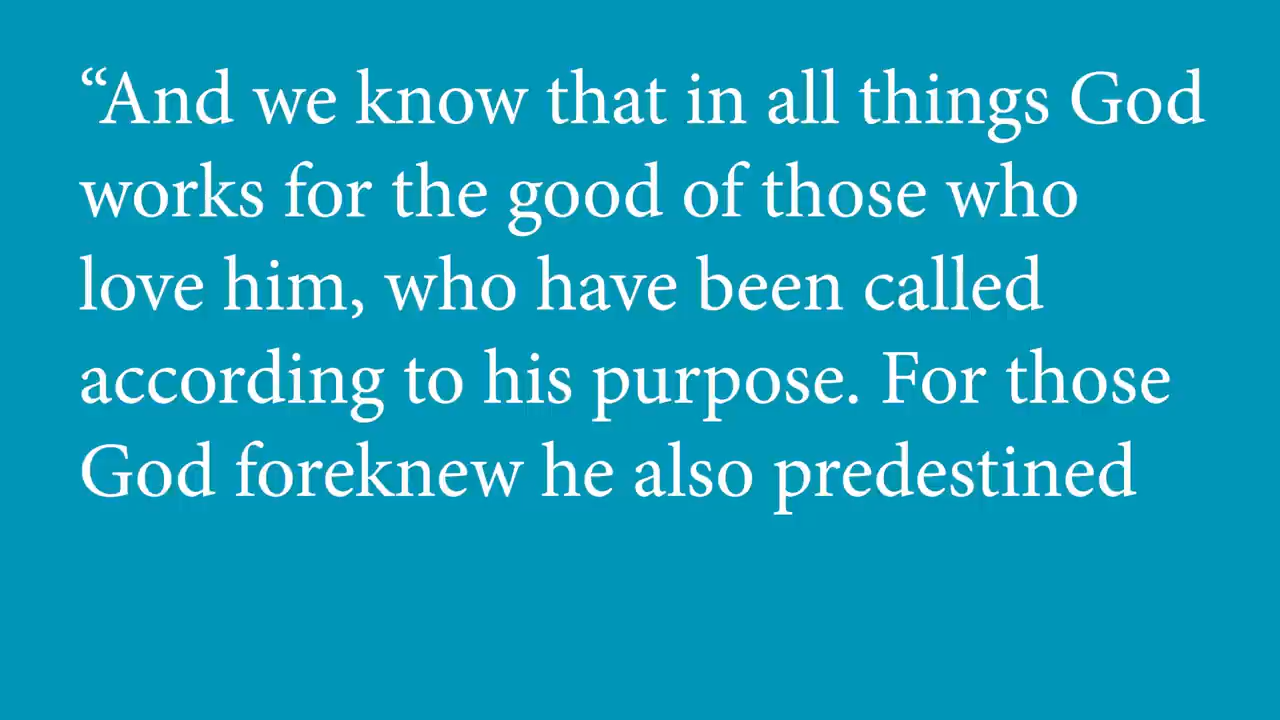 “And we know that in all things God
works for the good of those who
love him, who have been called
according to his purpose. For those
God foreknew he also predestined